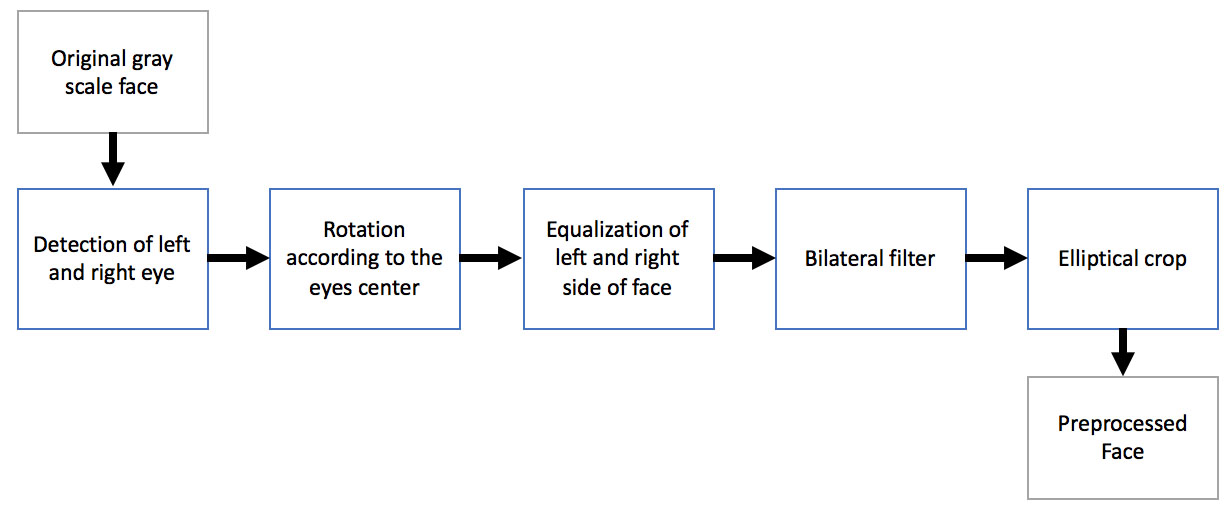 Original gray
scale face
Detection of left
and right eye
Rotation
according to the
eyes center
Equalization of
left and right
side of face
Bilateral filter
Elliptical crop
Preprocessed
Face